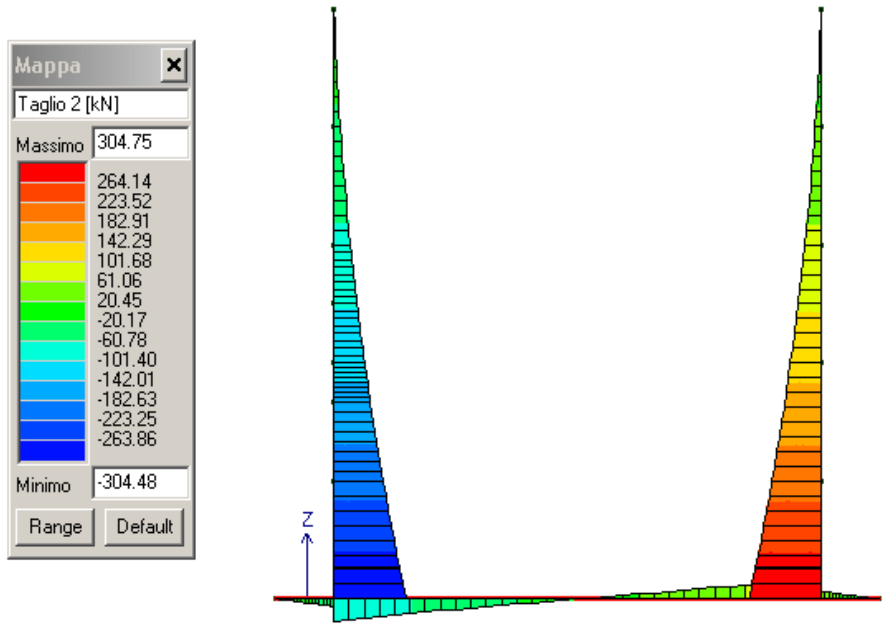 Mappa
Taglio 2 [kN]
Massimo 304.75
264.14
223.52
182.91
142.29
101.68
61.06
20.45
-20.17
-60.78
-101.40
-142.01
-182.63
-223.25
-263.86
Minimo -304.48
Range Default
Z